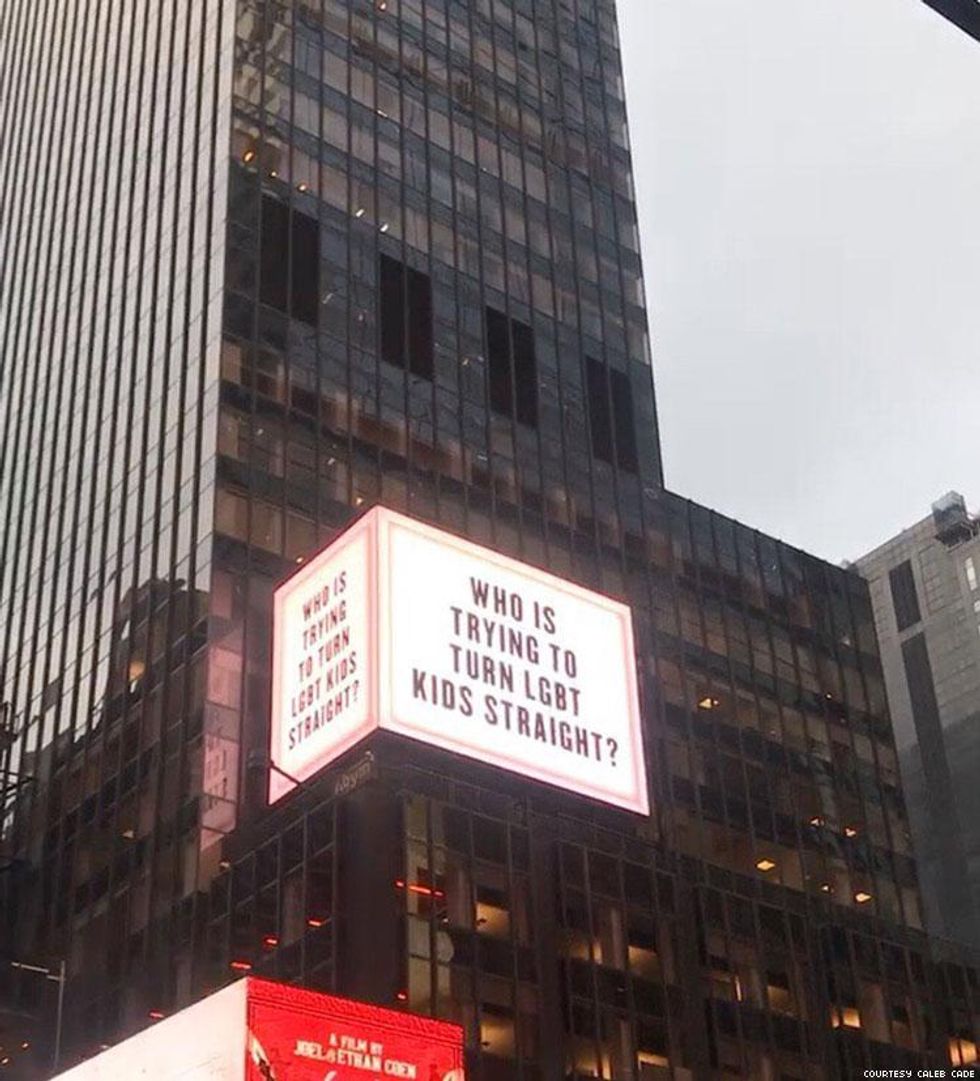 WHO IS
TRYING
TO TURN
LGBT KIDS
STRAIGHT?
WHO IS
TRYING TO
TURN LGBT
KIDS STRAIGHT?
A FILM BY
JOEL & ETHAN COEN
COURTESY CALEB CADE